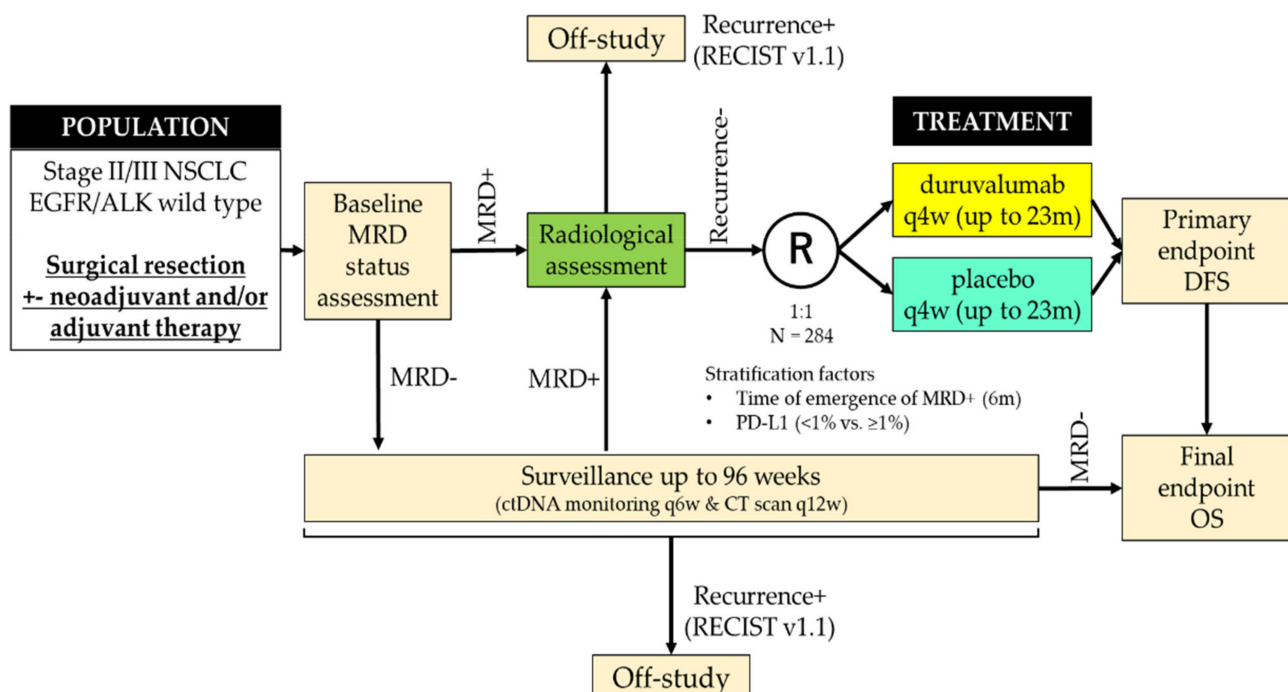 Off-study
Recurrence+
(RECIST v1.1)
POPULATION
Stage II/III NSCLC
EGFR/ALK wild type
Surgical resection
+- neoadjuvant and/or
adjuvant therapy
Baseline
MRD
status
assessment
MRD+
Radiological
assessment
Recurrence-
R
1:1
N = 284
TREATMENT
duruvalumab
q4w (up to 23m)
placebo
q4w (up to 23m)
Primary
endpoint
DFS
MRD-
MRD+
Stratification factors
• Time of emergence of MRD+ (6m)
• PD-L1 (<1% vs. ≥1%)
Surveillance up to 96 weeks
(ctDNA monitoring q6w & CT scan q12w)
MRD-
Final
endpoint
OS
Recurrence+
(RECIST v1.1)
Off-study